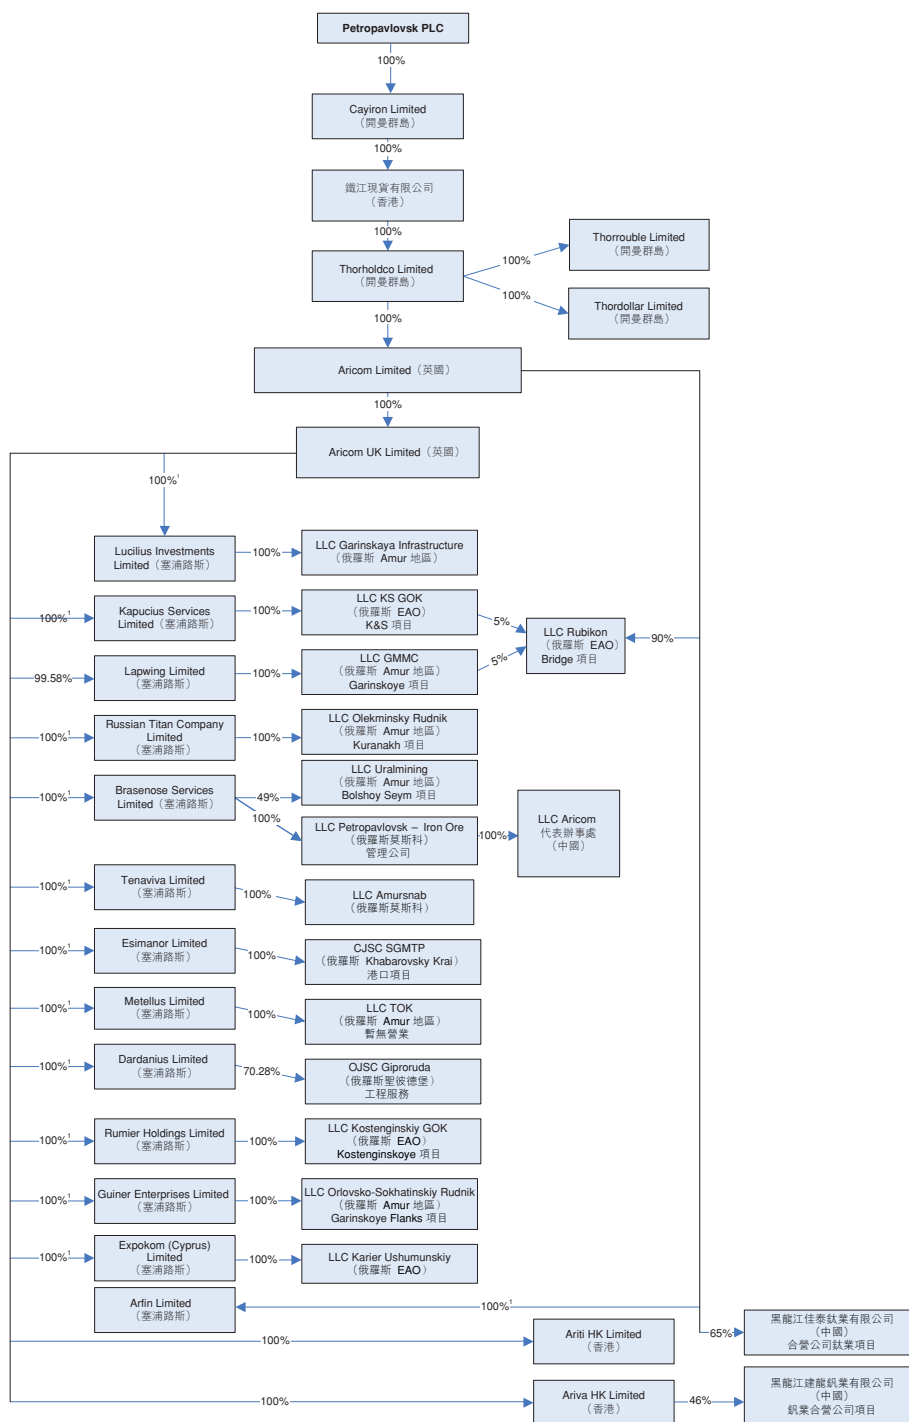 Petropavlovsk PLC
100%
Cayiron Limited
（開曼群島）
100%
鐵江現貨有限公司
（香港）
100%
Thorholdco Limited
（開曼群島）
100%
Thorrouble Limited
（開曼群島）
100%
Thordollar Limited
（開曼群島）
100%
Aricom Limited（英國）
100%
Aricom UK Limited（英國）
100%¹
Lucilius Investments
Limited（塞浦路斯）
100%
LLC Garinskaya Infrastructure
（俄羅斯 Amur 地區）
100%¹
Kapucius Services
Limited（塞浦路斯）
100%
LLC KS GOK
（俄羅斯 EAO）
K&S 項目
5%
LLC Rubikon
（俄羅斯 EAO）
Bridge 項目
90%
99.58%
Lapwing Limited
（塞浦路斯）
100%
LLC GMMC
（俄羅斯 Amur 地區）
Garinskoye 項目
5%
100%¹
Russian Titan Company
Limited
（塞浦路斯）
100%
LLC Olekminsky Rudnik
（俄羅斯 Amur 地區）
Kuranakh 項目
100%¹
Brasenose Services
Limited（塞浦路斯）
49%
LLC Uralmining
（俄羅斯 Amur 地區）
Bolshoy Seym 項目
100%
LLC Petropavlovsk – Iron Ore
（俄羅斯莫斯科）
管理公司
100%
LLC Aricom
代表辦事處
（中國）
100%¹
Tenaviva Limited
（塞浦路斯）
100%
LLC Amursnab
（俄羅斯莫斯科）
100%¹
Esimanor Limited
（塞浦路斯）
100%
CJSC SGMTP
（俄羅斯 Khabarovsky Krai）
港口項目
100%¹
Metellus Limited
（塞浦路斯）
100%
LLC TOK
（俄羅斯 Amur 地區）
暫無營業
100%¹
Dardanius Limited
（塞浦路斯）
70.28%
OJSC Giproruda
（俄羅斯聖彼德堡）
工程服務
100%¹
Rumier Holdings Limited
（塞浦路斯）
100%
LLC Kostenginskiy GOK
（俄羅斯 EAO）
Kostenginskoye 項目
100%¹
Guiner Enterprises Limited
（塞浦路斯）
100%
LLC Orlovsko-Sokhatinskiy Rudnik
（俄羅斯 Amur 地區）
Garinskoye Flanks 項目
100%¹
Expokom (Cyprus)
Limited
（塞浦路斯）
100%
LLC Karier Ushumunskiy
（俄羅斯 EAO）
Arfin Limited
（塞浦路斯）
100%¹
100%
Ariti HK Limited
（香港）
65%
黑龍江佳泰鈦業有限公司
（中國）
合營公司鈦業項目
100%
Ariva HK Limited
（香港）
46%
黑龍江建龍釩業有限公司
（中國）
釩業合營公司項目